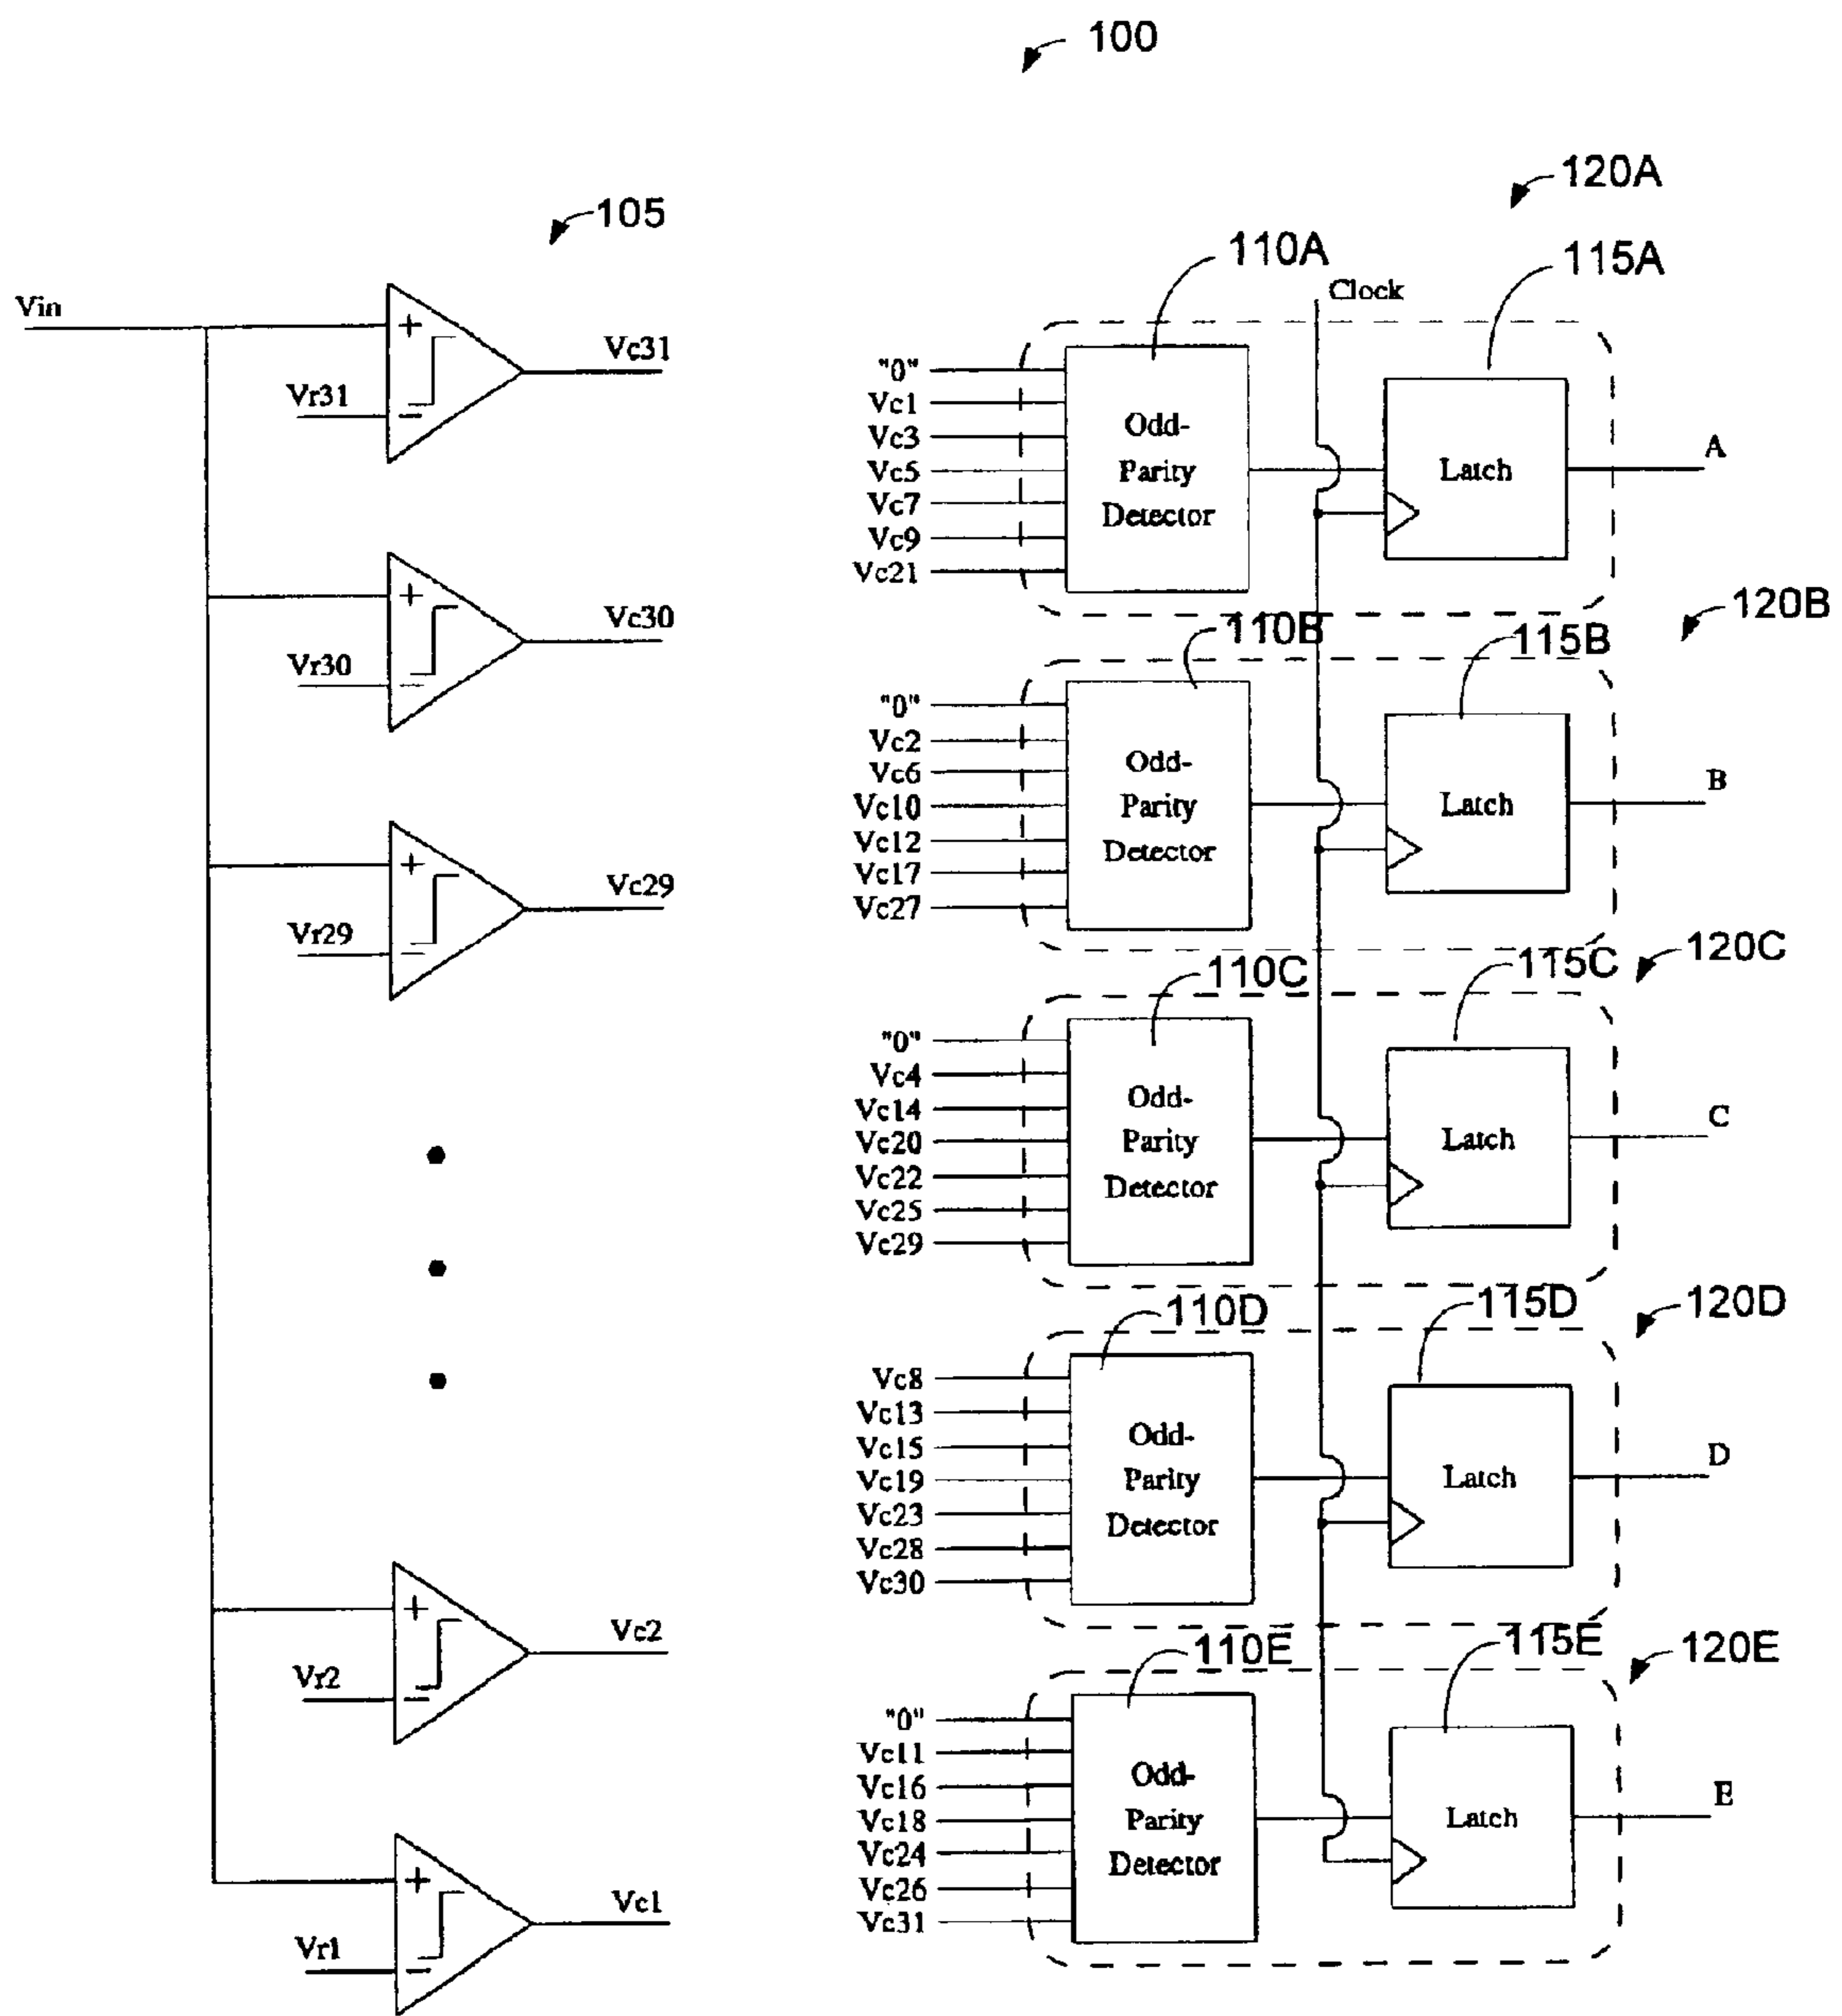 100
105
Vin
+
Vr31
−
Vc31
+
Vr30
−
Vc30
+
Vr29
−
Vc29
+
Vr2
−
Vc2
+
Vr1
−
Vc1
Clock
120A
110A
115A
"0"
Vc1
Vc3
Vc5
Vc7
Vc9
Vc21
Odd-
Parity
Detector
Latch
A
120B
110B
115B
"0"
Vc2
Vc6
Vc10
Vc12
Vc17
Vc27
Odd-
Parity
Detector
Latch
B
120C
110C
115C
"0"
Vc4
Vc14
Vc20
Vc22
Vc25
Vc29
Odd-
Parity
Detector
Latch
C
120D
110D
115D
Vc8
Vc13
Vc15
Vc19
Vc23
Vc28
Vc30
Odd-
Parity
Detector
Latch
D
120E
110E
115E
"0"
Vc11
Vc16
Vc18
Vc24
Vc26
Vc31
Odd-
Parity
Detector
Latch
E